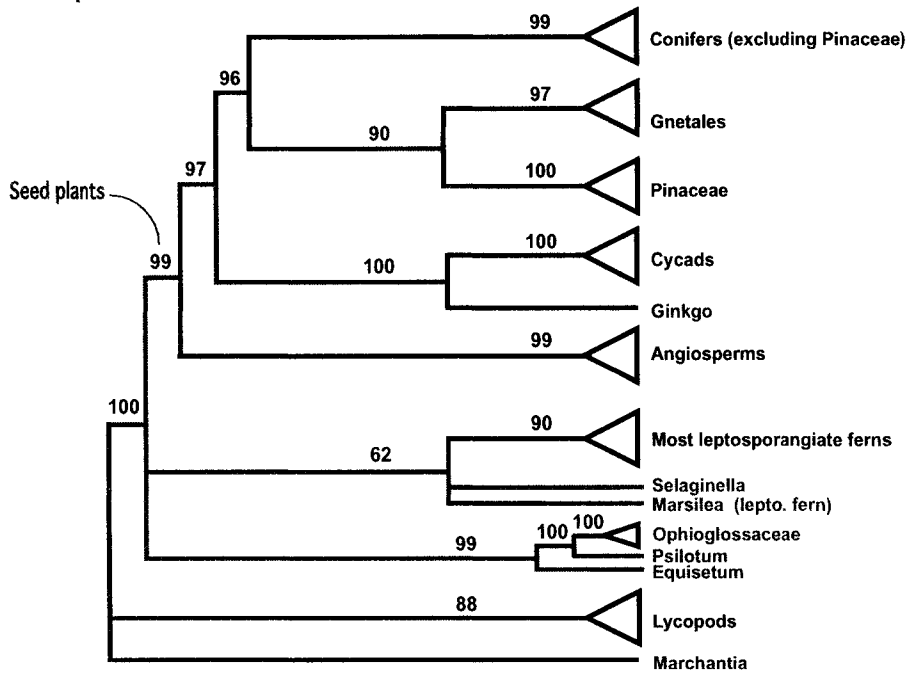 99
Conifers (excluding Pinaceae)
96
97
Gnetales
90
100
Pinaceae
97
Seed plants
100
Cycads
100
99
Ginkgo
99
Angiosperms
100
90
Most leptosporangiate ferns
62
Selaginella
Marsilea (lepto. fern)
100
100
Ophioglossaceae
99
Psilotum
Equisetum
88
Lycopods
Marchantia